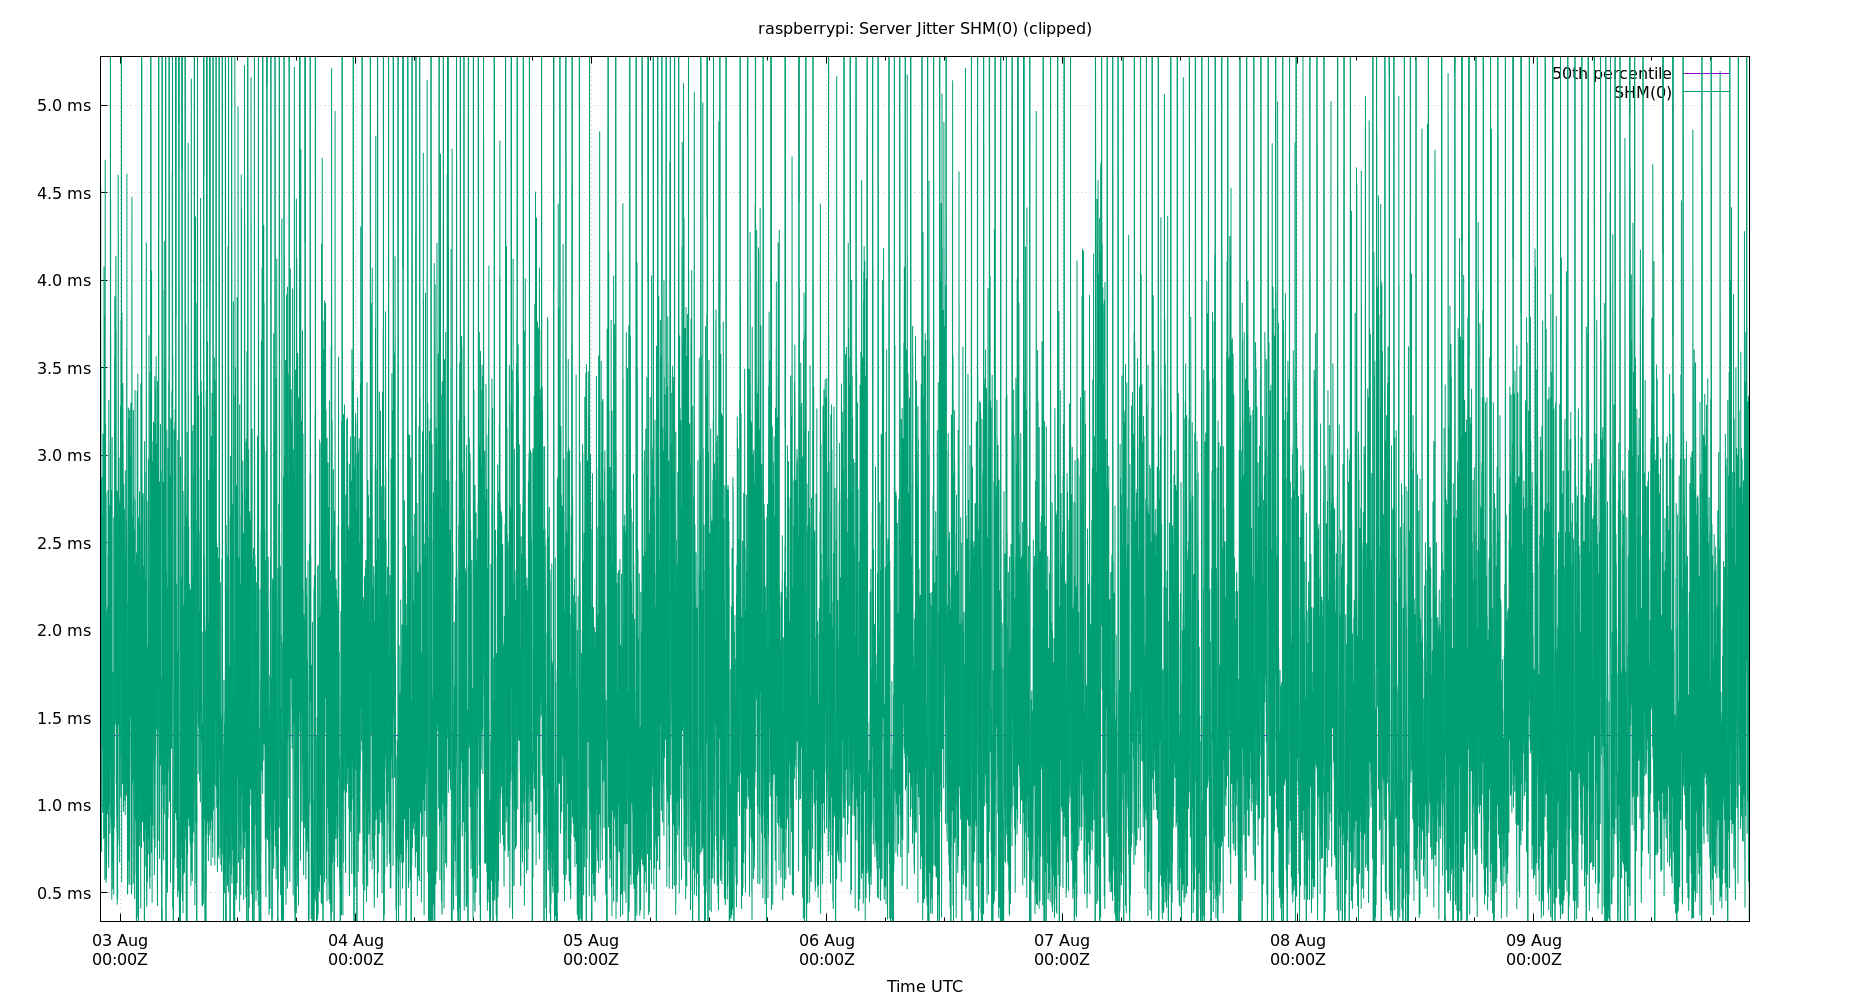 raspberrypi: Server Jitter SHM(0) (clipped)
50th percentile
SHM(0)
5.0 ms
4.5 ms
4.0 ms
3.5 ms
3.0 ms
2.5 ms
2.0 ms
1.5 ms
1.0 ms
0.5 ms
03 Aug 04 Aug 05 Aug 06 Aug 07 Aug 08 Aug 09 Aug
00:00Z 00:00Z 00:00Z 00:00Z 00:00Z 00:00Z 00:00Z
Time UTC